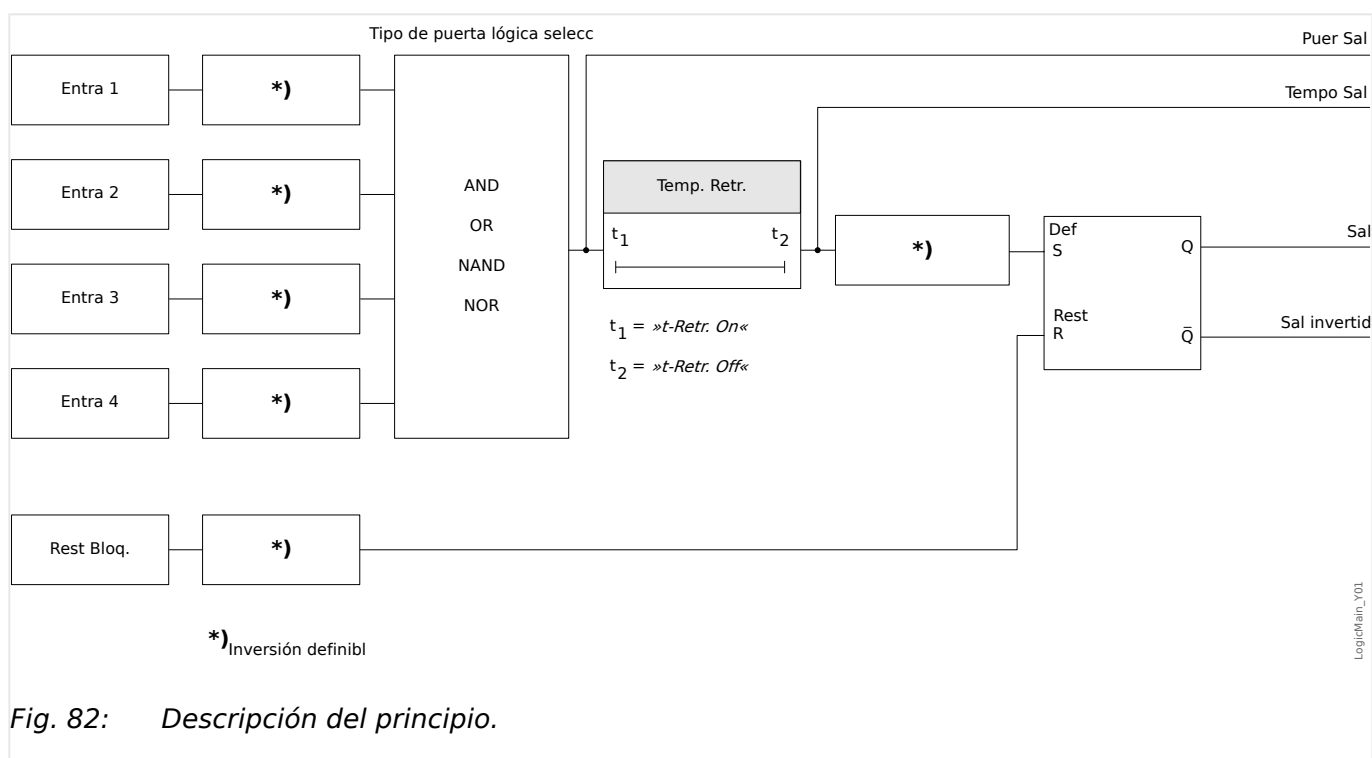 Tipo de puerta lógica selecc
Puer Sal
Entra 1
*)
Tempo Sal
Entra 2
*)
AND
OR
NAND
NOR
Temp. Retr.
t1
t2
*)
Def
S
Q
Sal
Entra 3
*)
t1 = »t-Retr. On«
t2 = »t-Retr. Off«
Rest
R
Q̄
Sal invertid
Entra 4
*)
Rest Bloq.
*)
*)Inversión definibl
LogicMain_Y01
Fig. 82: Descripción del principio.